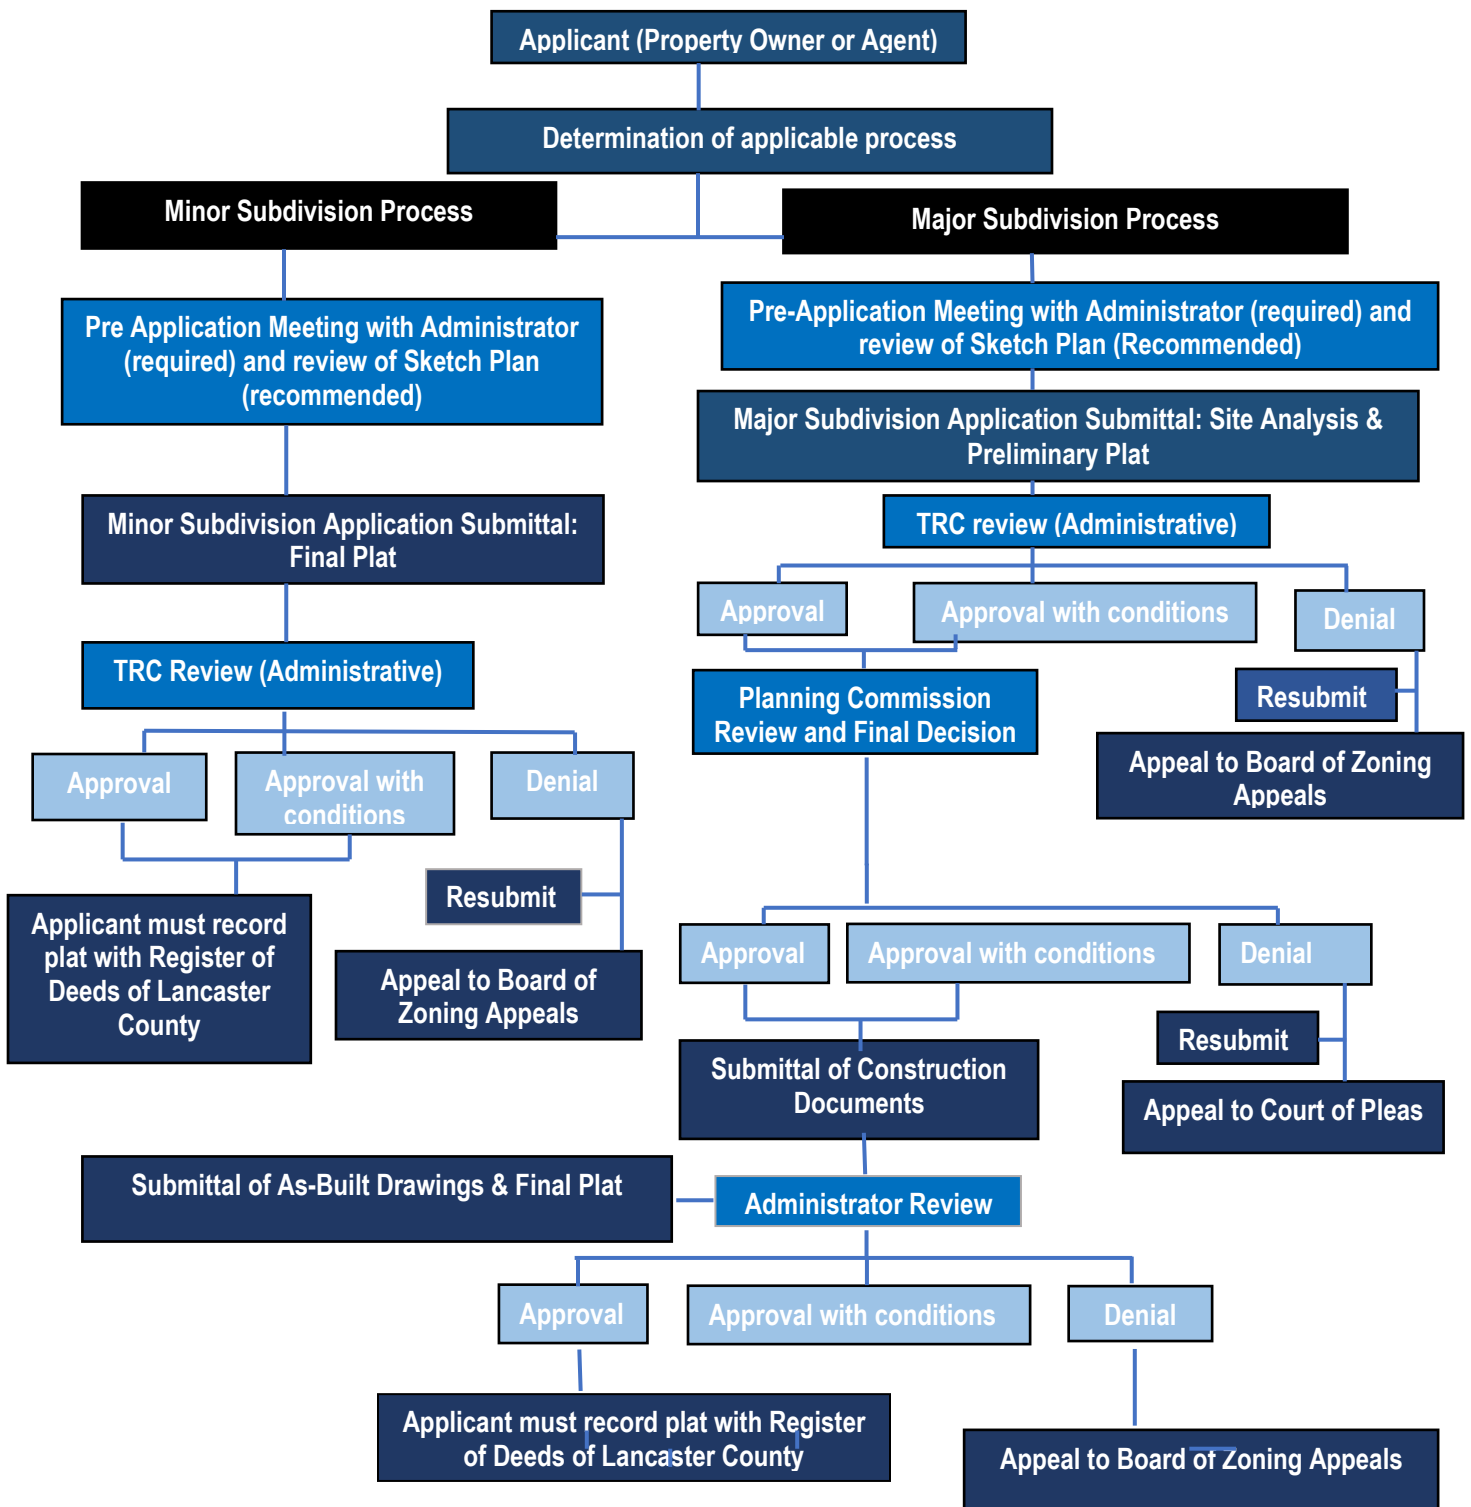 Applicant (Property Owner or Agent)
Determination of applicable process
Minor Subdivision Process
Major Subdivision Process
Pre Application Meeting with Administrator
(required) and review of Sketch Plan
(recommended)
Pre-Application Meeting with Administrator (required) and
review of Sketch Plan (Recommended)
Major Subdivision Application Submittal: Site Analysis &
Preliminary Plat
Minor Subdivision Application Submittal:
Final Plat
TRC review (Administrative)
Approval
Approval with conditions
Denial
TRC Review (Administrative)
Planning Commission
Review and Final Decision
Resubmit
Appeal to Board of Zoning
Appeals
Approval
Approval with
conditions
Denial
Resubmit
Applicant must record
plat with Register of
Deeds of Lancaster
County
Appeal to Board of
Zoning Appeals
Approval
Approval with conditions
Denial
Resubmit
Submittal of Construction
Documents
Appeal to Court of Pleas
Submittal of As-Built Drawings & Final Plat
Administrator Review
Approval
Approval with conditions
Denial
Applicant must record plat with Register
of Deeds of Lancaster County
Appeal to Board of Zoning Appeals